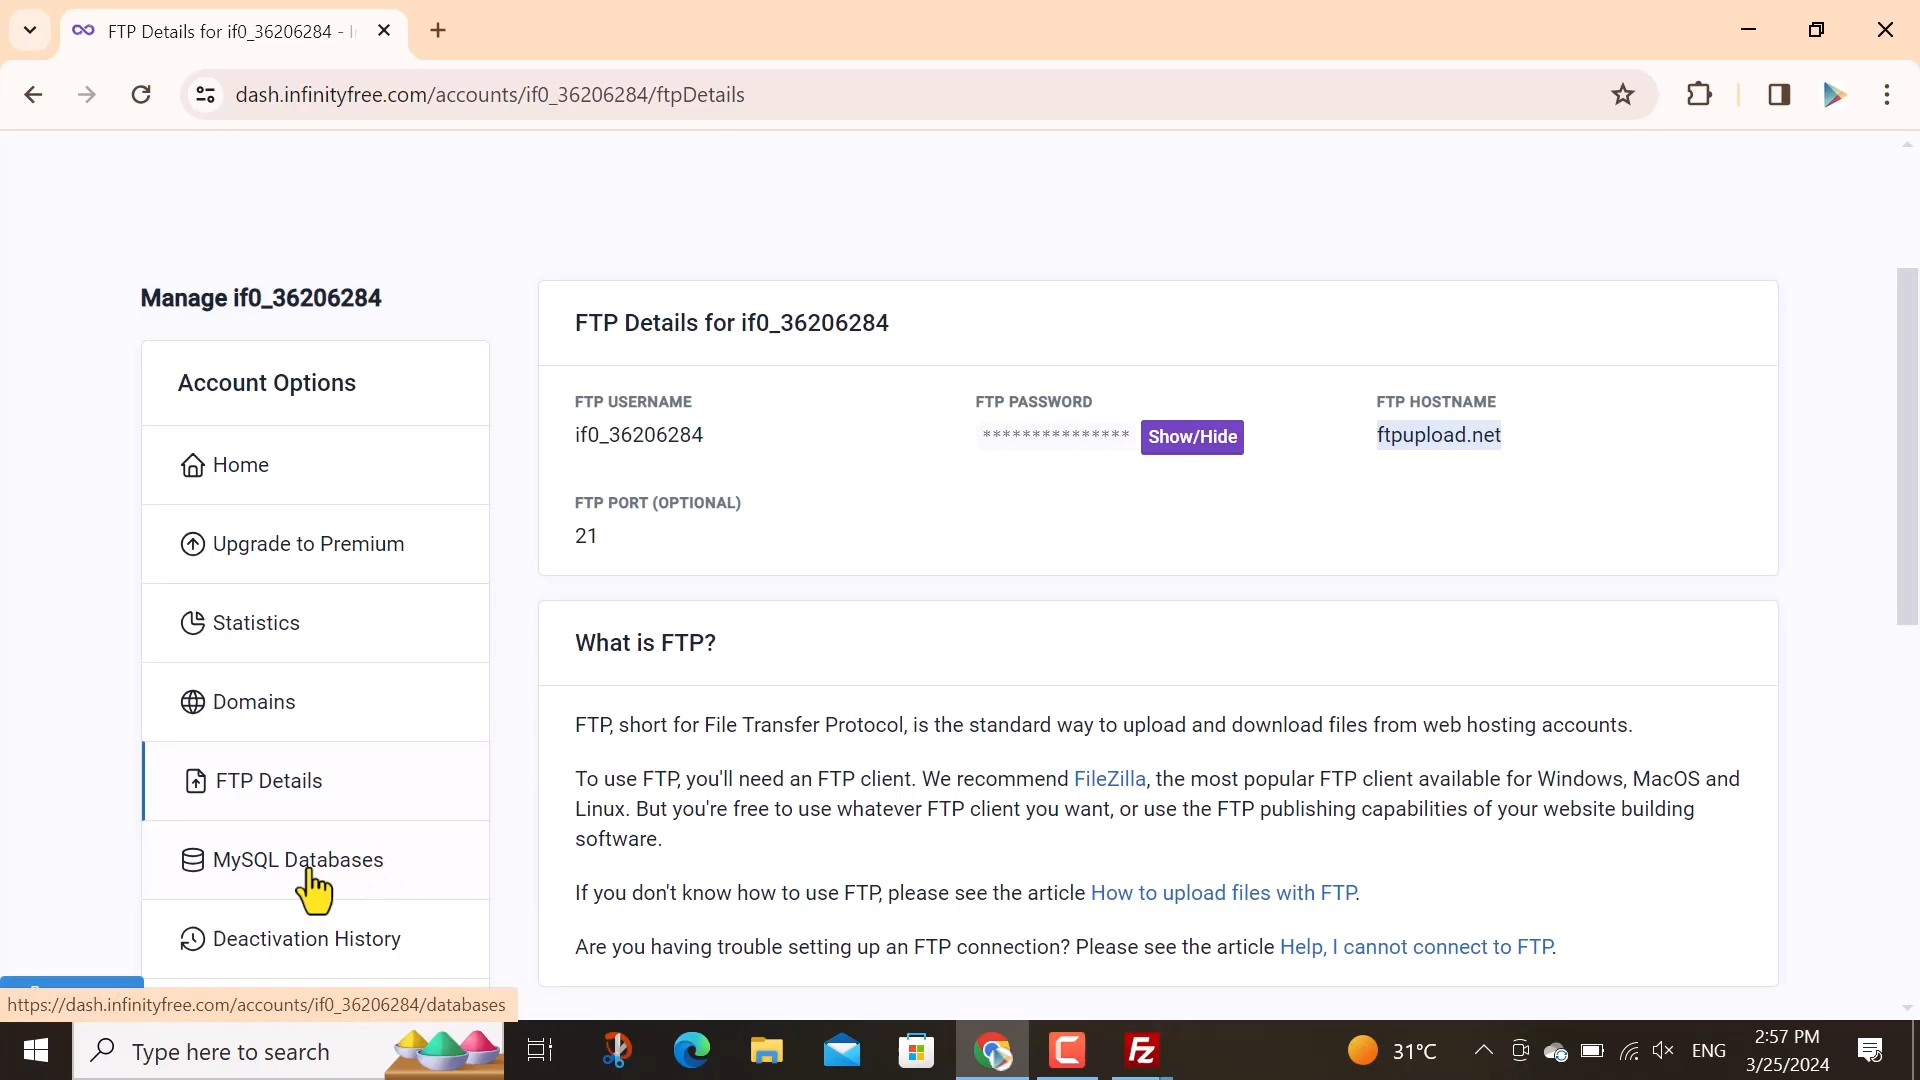 FTP Details for if0_36206284 -
dash.infinityfree.com/accounts/if0_36206284/ftpDetails
Manage if0_36206284
Account Options
Home
Upgrade to Premium
Statistics
Domains
FTP Details
MySQL Databases
Deactivation History
FTP Details for if0_36206284
FTP USERNAME
if0_36206284
FTP PASSWORD
*************** Show/Hide
FTP HOSTNAME
ftpupload.net
FTP PORT (OPTIONAL)
21
What is FTP?
FTP, short for File Transfer Protocol, is the standard way to upload and download files from web hosting accounts.
To use FTP, you'll need an FTP client. We recommend FileZilla, the most popular FTP client available for Windows, MacOS and
Linux. But you're free to use whatever FTP client you want, or use the FTP publishing capabilities of your website building
software.
If you don't know how to use FTP, please see the article How to upload files with FTP.
Are you having trouble setting up an FTP connection? Please see the article Help, I cannot connect to FTP.
https://dash.infinityfree.com/accounts/if0_36206284/databases
Type here to search
31°C
ENG
2:57 PM
3/25/2024